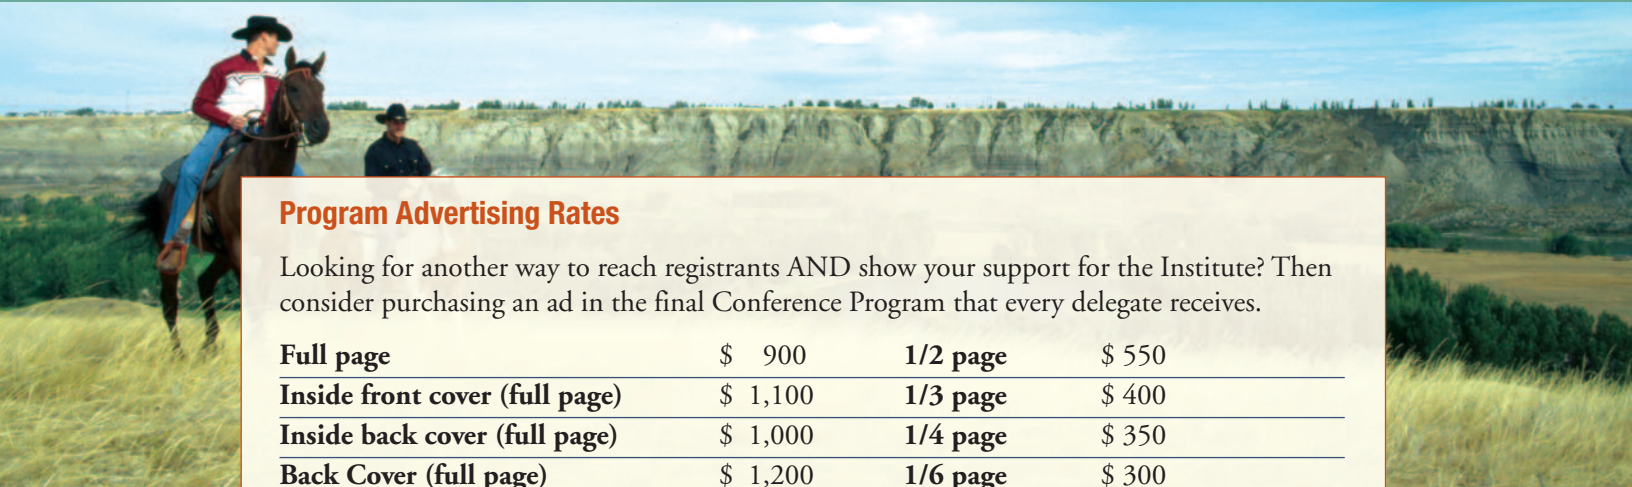 Program Advertising Rates
Looking for another way to reach registrants AND show your support for the Institute? Then
consider purchasing an ad in the final Conference Program that every delegate receives.
Full page $ 900 1/2 page $ 550
Inside front cover (full page) $ 1,100 1/3 page $ 400
Inside back cover (full page) $ 1,000 1/4 page $ 350
Back Cover (full page) $ 1,200 1/6 page $ 300